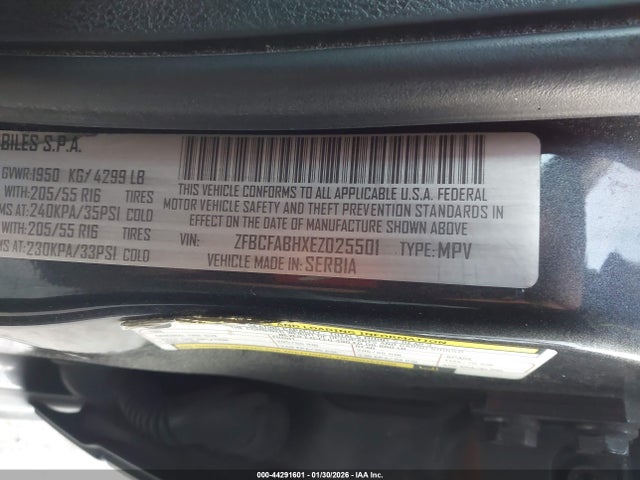 BILES S.P.A.
GVWR:1950 KG/ 4299 LB
WITH:205/55 R16 TIRES
MS AT:240KPA/35PSI COLD
WITH:205/55 R16 TIRES
MS AT:230KPA/33PSI COLD
THIS VEHICLE CONFORMS TO ALL APPLICABLE U.S.A. FEDERAL
MOTOR VEHICLE SAFETY AND THEFT PREVENTION STANDARDS IN
EFFECT ON THE DATE OF MANUFACTURE SHOWN ABOVE
VIN: ZFBCFABHXEZ025501 TYPE: MPV
VEHICLE MADE IN SERBIA
AND LOADING INFORMATION
000-44291601 - 01/30/2026 - IAA Inc.